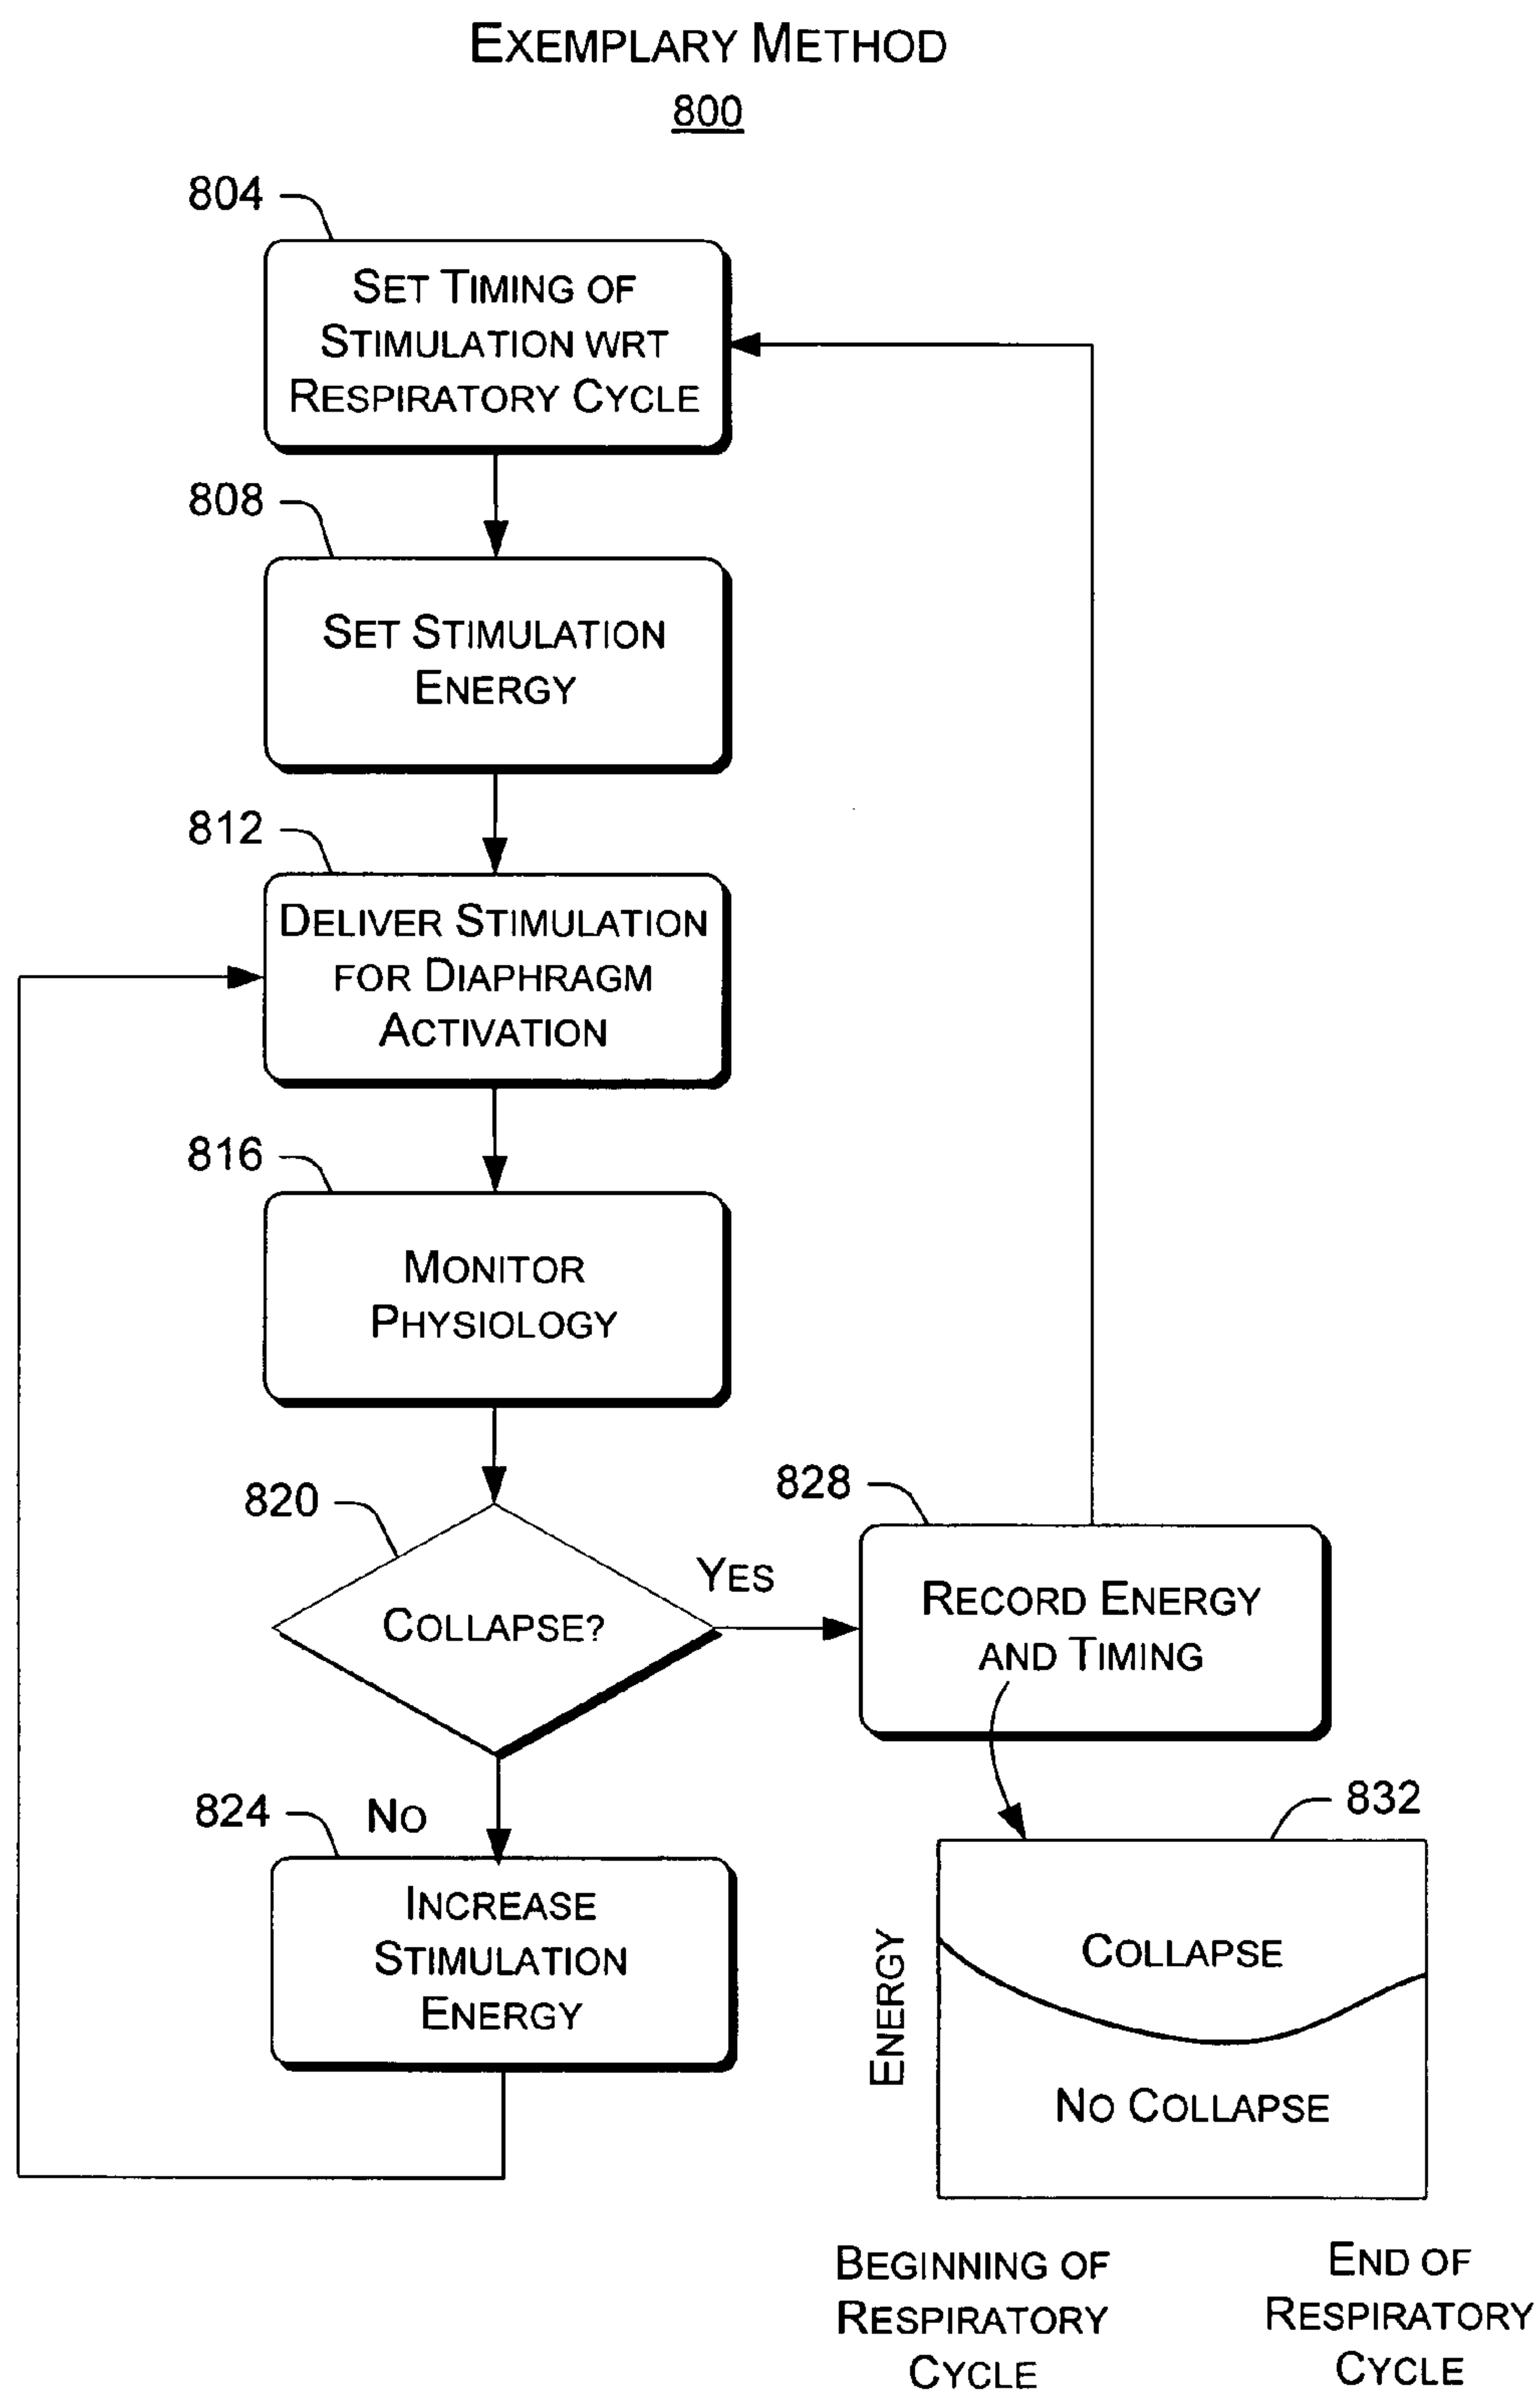 EXEMPLARY METHOD
800
804
SET TIMING OF
STIMULATION WRT
RESPIRATORY CYCLE
808
SET STIMULATION
ENERGY
812
DELIVER STIMULATION
FOR DIAPHRAGM
ACTIVATION
816
MONITOR
PHYSIOLOGY
820
COLLAPSE?
YES
828
RECORD ENERGY
AND TIMING
NO
824
INCREASE
STIMULATION
ENERGY
832
ENERGY
COLLAPSE
NO COLLAPSE
BEGINNING OF
RESPIRATORY
CYCLE
END OF
RESPIRATORY
CYCLE